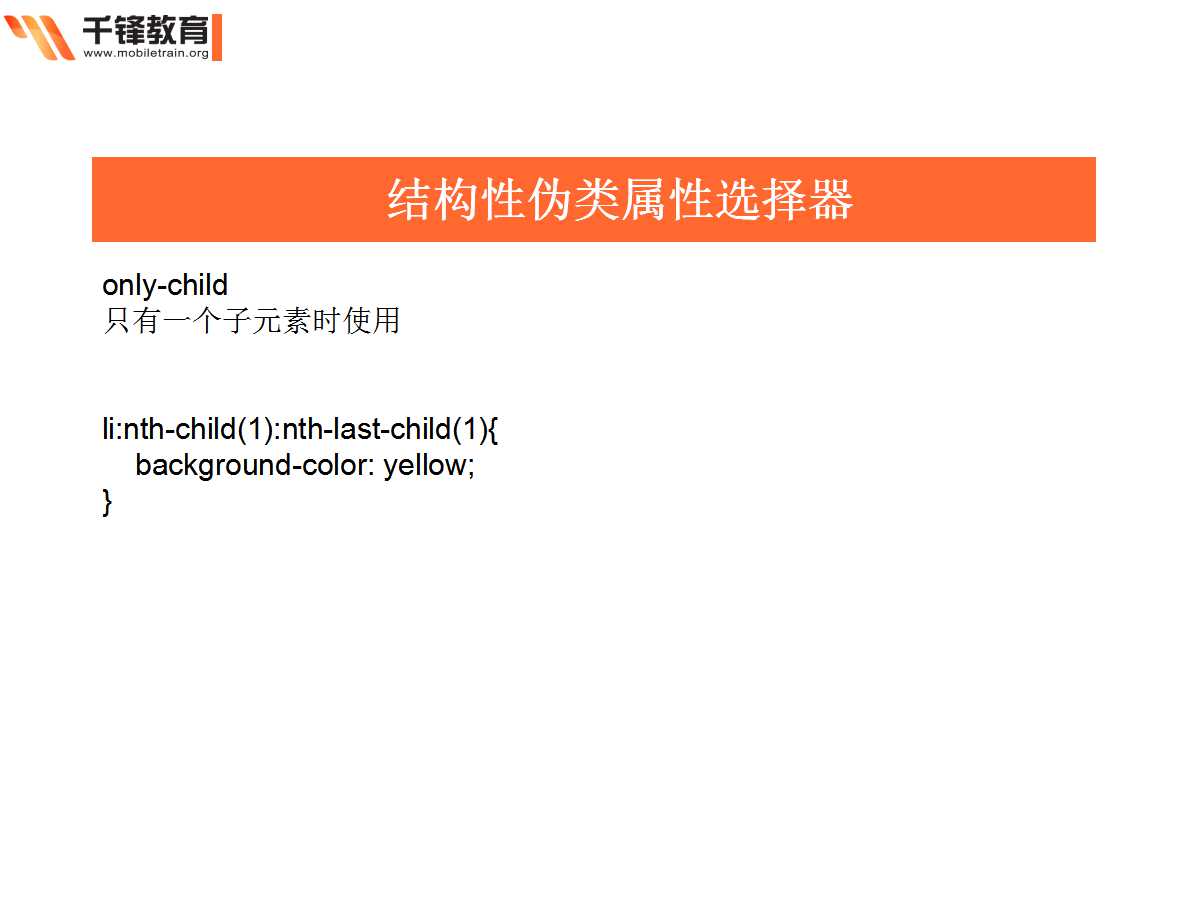 千锋教育
www.mobiletrain.org
结构性伪类属性选择器
only-child
只有一个子元素时使用
li:nth-child(1):nth-last-child(1){
background-color: yellow;
}